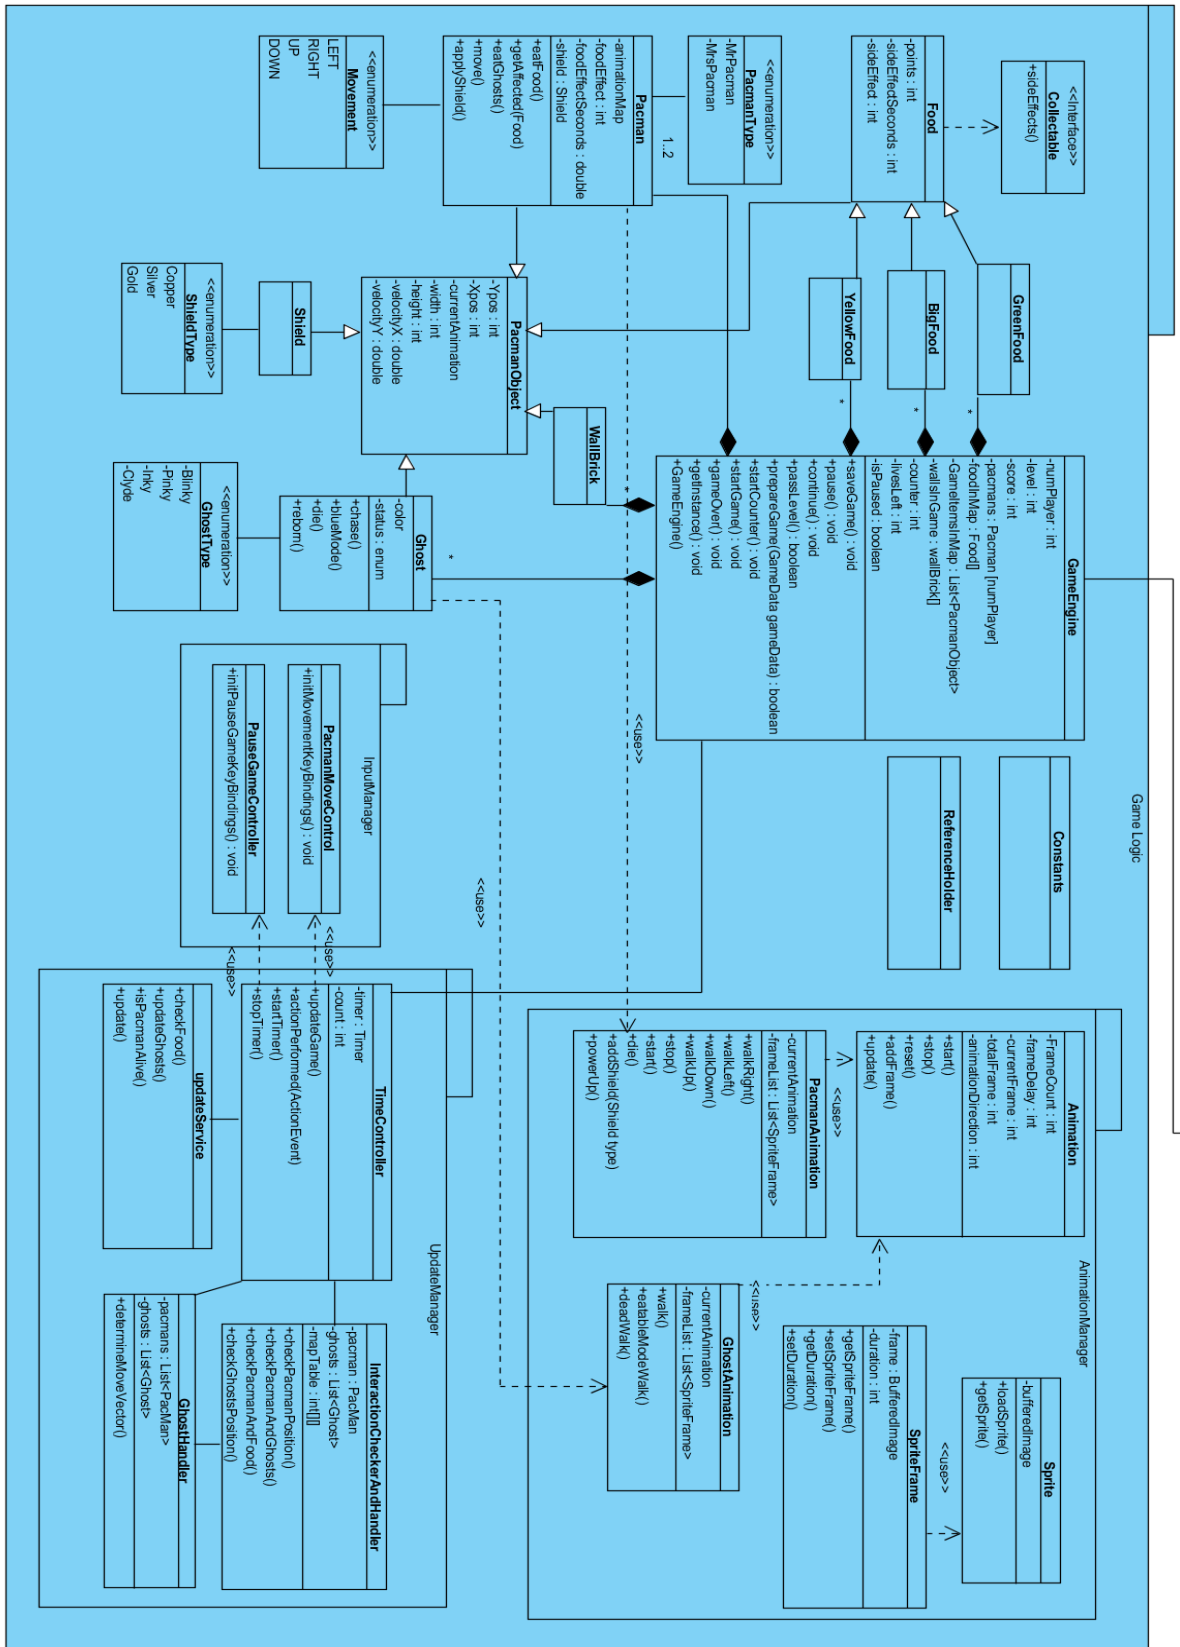 Game Logic
<<Interface>>
Collectable
+sideEffects()
Food
-points : int
-sideEffectSeconds : int
-sideEffect : int
GreenFood
BigFood
YellowFood
*
*
*
<<enumeration>>
PacmanType
-MrPacman
-MrsPacman
1..2
Pacman
-animationMap
-foodEffect : int
-foodEffectSeconds : double
-shield : Shield
+eatFood()
+getAffected(Food)
+eatGhosts()
+move()
+applyShield()
<<enumeration>>
Movement
LEFT
RIGHT
UP
DOWN
PacmanObject
-Ypos : int
-Xpos : int
-currentAnimation
-width : int
-height : int
-velocityX : double
-velocityY : double
Shield
<<enumeration>>
ShieldType
Copper
Silver
Gold
WallBrick
*
Ghost
-color
-status : enum
+chase()
+blueMode()
+die()
+reborn()
*
<<enumeration>>
GhostType
-Blinky
-Pinky
-Inky
-Clyde
GameEngine
-numPlayer : int
-level : int
-score : int
-pacmans : Pacman [numPlayer]
-foodInMap : Food[]
-GameItemsInMap : List<PacmanObject>
-wallsInGame : wallBrick[]
-counter : int
-livesLeft : int
-isPaused : boolean
+saveGame() : void
+pause() : void
+continue() : void
+passLevel() : boolean
+prepareGame(GameData gameData) : boolean
+startCounter() : void
+startGame() : void
+gameOver() : void
+getInstance() : void
+GameEngine()
Constants
ReferenceHolder
<<use>>
<<use>>
InputManager
PacmanMoveControl
+initMovementKeyBindings() : void
PauseGameController
+initPauseGameKeyBindings() : void
<<use>>
<<use>>
AnimationManager
Animation
-FrameCount : int
-frameDelay : int
-currentFrame : int
-totalFrame : int
-animationDirection : int
+start()
+stop()
+reset()
+addFrame()
+update()
<<use>>
PacmanAnimation
-currentAnimation
-frameList : List<SpriteFrame>
+walkRight()
+walkLeft()
+walkDown()
+walkUp()
+stop()
+start()
+die()
+addShield(Shield type)
+powerUp()
<<use>>
GhostAnimation
-currentAnimation
-frameList : List<SpriteFrame>
+walk()
+eatableModeWalk()
+deadWalk()
Sprite
-bufferedImage
+loadSprite()
+getSprite()
<<use>>
SpriteFrame
-frame : BufferedImage
-duration : int
+getSpriteFrame()
+setSpriteFrame()
+getDuration()
+setDuration()
UpdateManager
TimeController
-timer : Timer
-count : int
+updateGame()
+actionPerformed(ActionEvent)
+startTimer()
+stopTimer()
updateService
+checkFood()
+updateGhosts()
+isPacmanAlive()
+update()
InteractionCheckerAndHandler
-pacman : PacMan
-ghosts : List<Ghost>
-mapTable : int[][]
+checkPacmanPosition()
+checkPacmanAndGhosts()
+checkPacmanAndFood()
+checkGhostsPosition()
GhostHandler
-pacmans : List<PacMan>
-ghosts : List<Ghost>
+determineMoveVector()